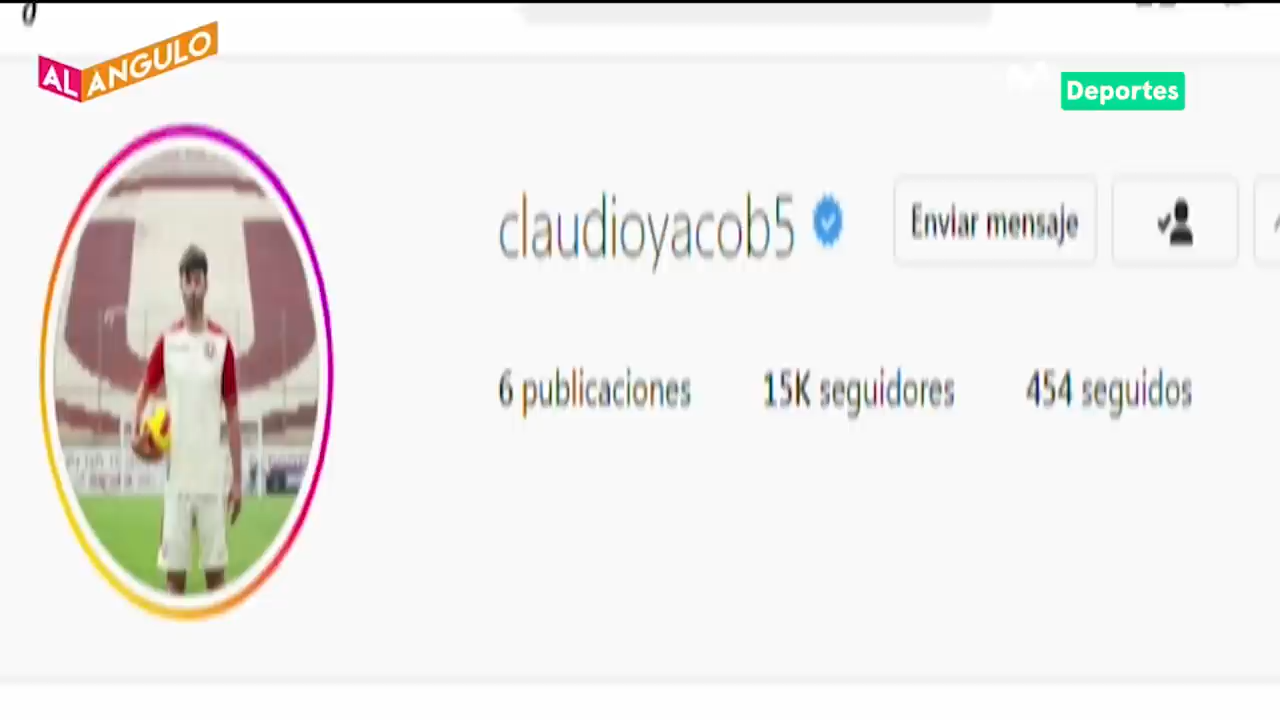 AL ANGULO
Deportes
claudioyacob5
Enviar mensaje
6 publicaciones
15K seguidores
454 seguidos